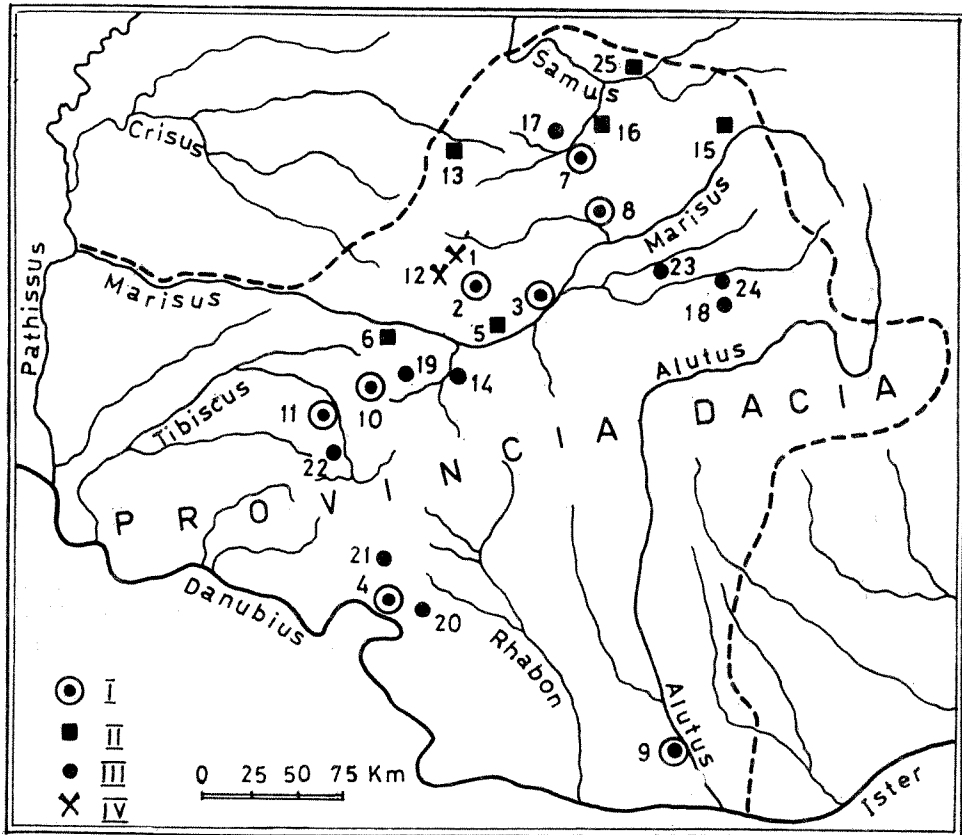 25
Samus
17
16
15
Crisus
13
7
8
Marisus
1
12
23
Pathissus
Marisus
2
3
24
18
5
6
Alutus
19
14
10
Tibiscus
11
22
PROVINCIA DACIA
21
4
Danubius
20
Rhabon
Alutus
9
I
II
III
IV
0 25 50 75 Km
Ister